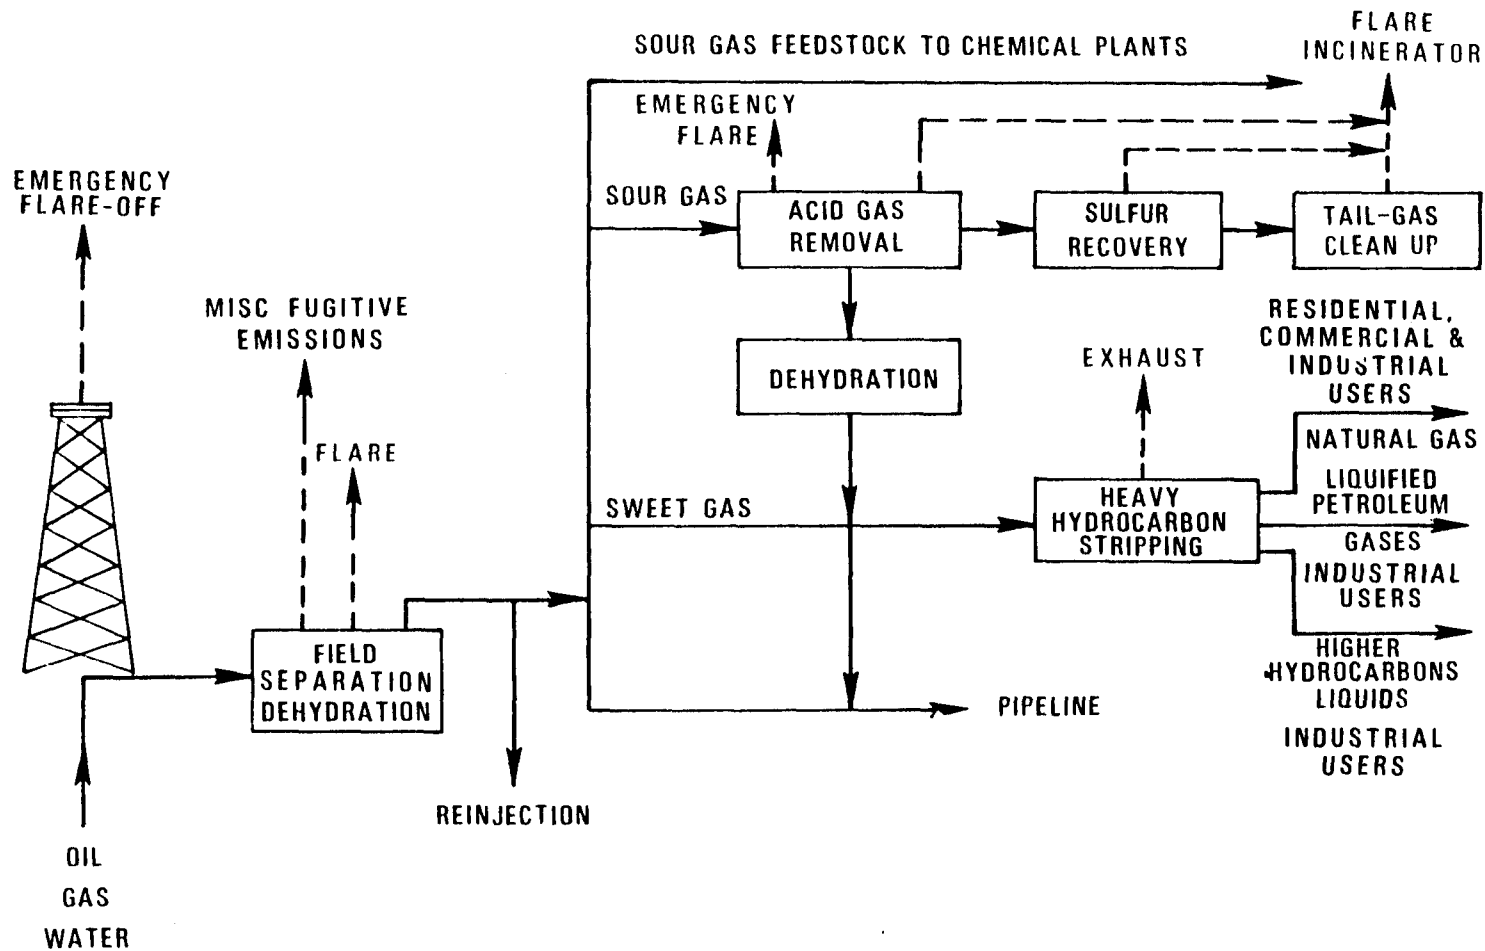 FLARE
INCINERATOR
SOUR GAS FEEDSTOCK TO CHEMICAL PLANTS
EMERGENCY
FLARE
EMERGENCY
FLARE-OFF
SOUR GAS
ACID GAS
REMOVAL
SULFUR
RECOVERY
TAIL-GAS
CLEAN UP
MISC FUGITIVE
EMISSIONS
FLARE
DEHYDRATION
EXHAUST
RESIDENTIAL,
COMMERCIAL &
INDUSTRIAL
USERS
NATURAL GAS
SWEET GAS
HEAVY
HYDROCARBON
STRIPPING
LIQUIFIED
PETROLEUM
GASES
INDUSTRIAL
USERS
HIGHER
HYDROCARBONS
LIQUIDS
INDUSTRIAL
USERS
FIELD
SEPARATION
DEHYDRATION
PIPELINE
REINJECTION
OIL
GAS
WATER